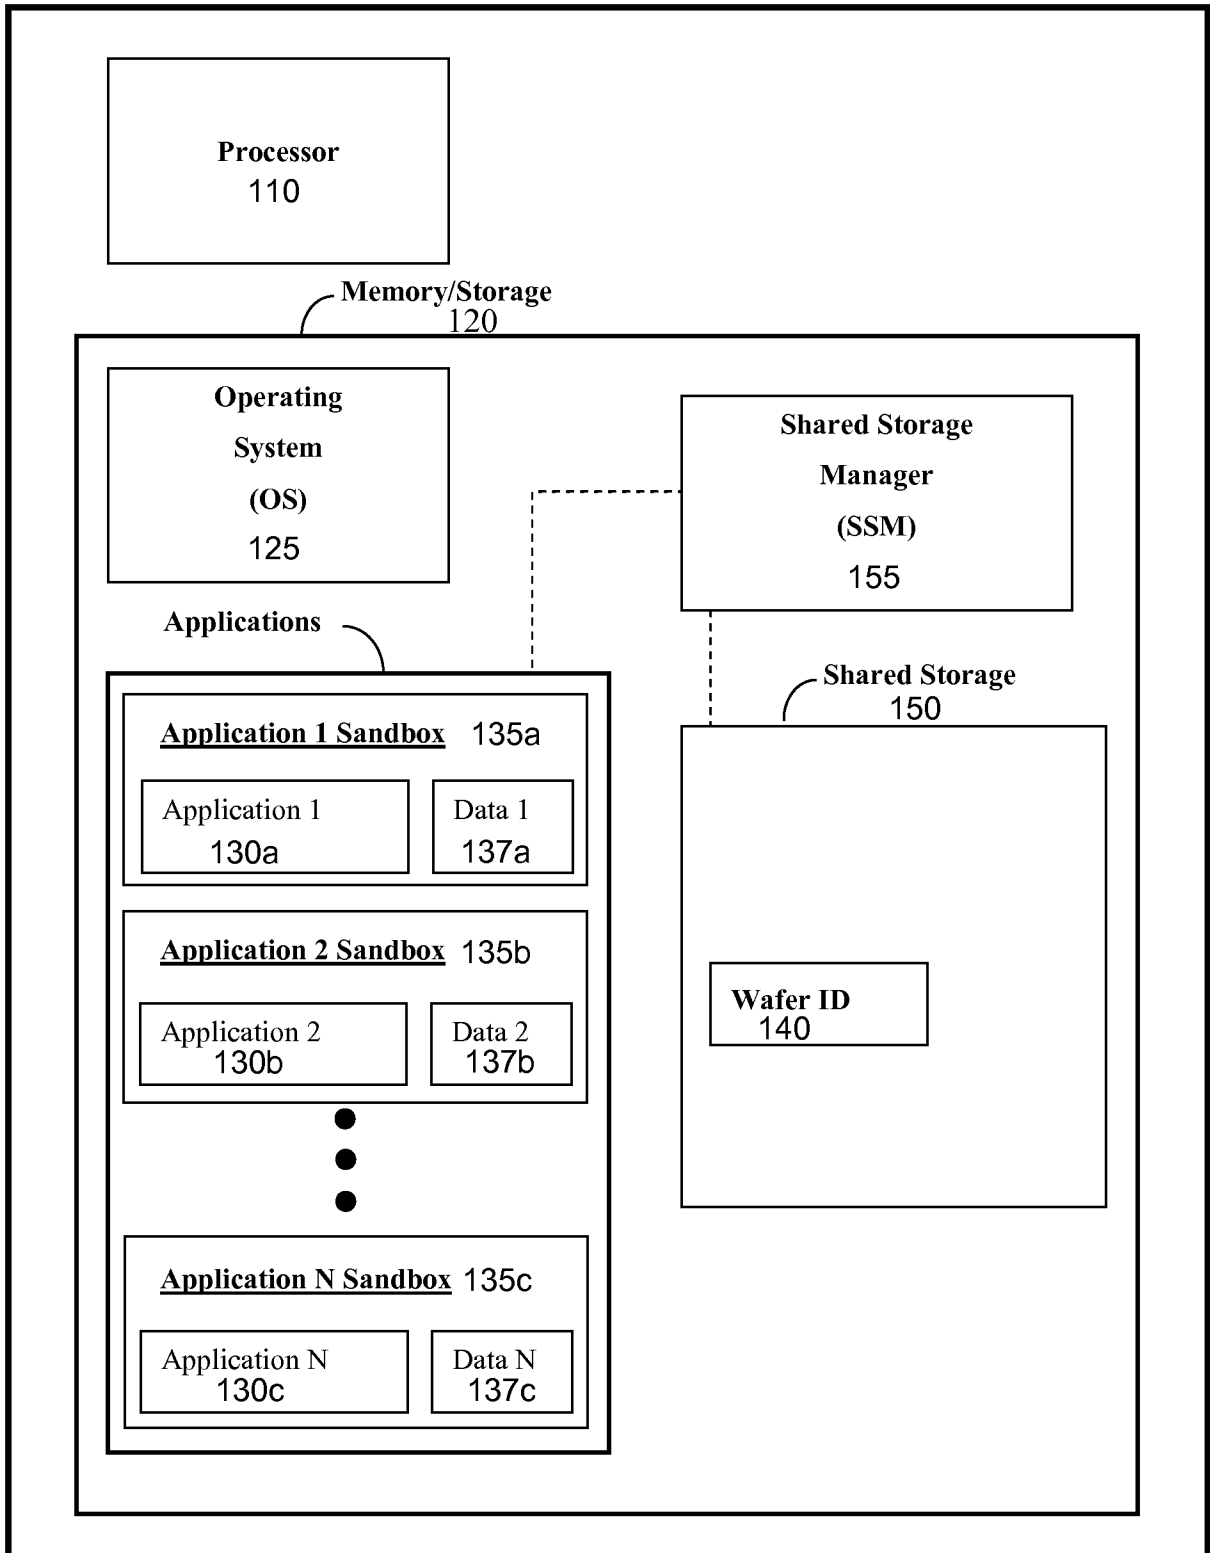 Processor
110
Memory/Storage
120
Operating
System
(OS)
125
Shared Storage
Manager
(SSM)
155
Applications
Shared Storage
150
Application 1 Sandbox 135a
Application 1
130a
Data 1
137a
Application 2 Sandbox 135b
Application 2
130b
Data 2
137b
Wafer ID
140
Application N Sandbox 135c
Application N
130c
Data N
137c